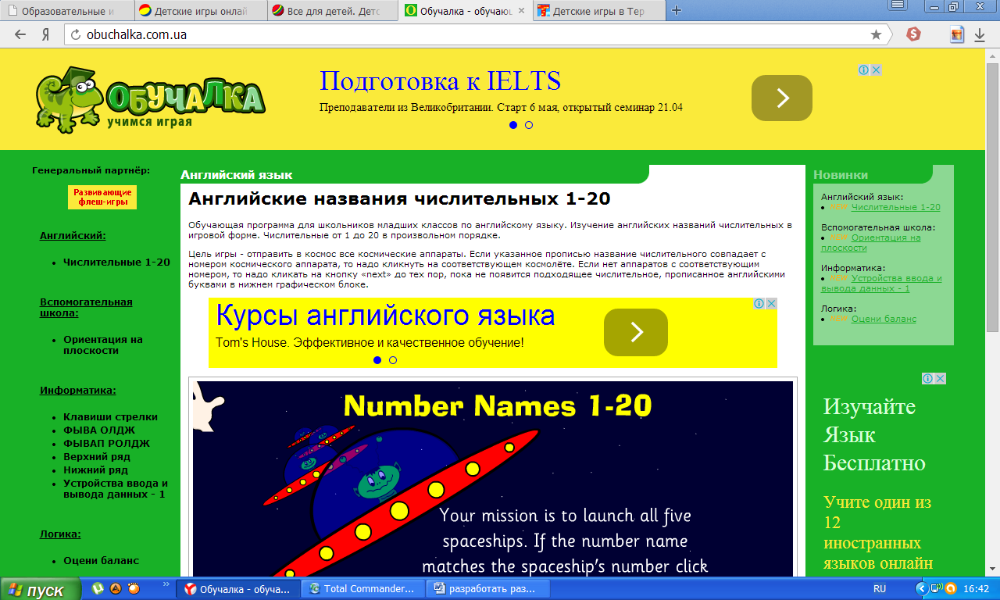 Образовательные и
Детские игры онлай
Все для детей. Детс
Обучалка - обучаю
Детские игры в Тер
obuchalka.com.ua
ОБУЧАЛКА
учимся играя
Подготовка к IELTS
Преподаватели из Великобритании. Старт 6 мая, открытый семинар 21.04
Генеральный партнёр:
Развивающие
флеш-игры
Английский:
Числительные 1-20
Вспомогательная
школа:
Ориентация на
плоскости
Информатика:
Клавиши стрелки
ФЫВА ОЛДЖ
ФЫВАП РОЛДЖ
Верхний ряд
Нижний ряд
Устройства ввода и
вывода данных - 1
Логика:
Оцени баланс
Английский язык
Английские названия числительных 1-20
Обучающая программа для школьников младших классов по английскому языку. Изучение английских названий числительных в
игровой форме. Числительные от 1 до 20 в произвольном порядке.
Цель игры - отправить в космос все космические аппараты. Если указанное прописью название числительного совпадает с
номером космического аппарата, то надо кликнуть на соответствующем космолёте. Если нет аппаратов с соответствующим
номером, то надо кликать на кнопку «next» до тех пор, пока не появится подходящее числительное, прописанное английскими
буквами в нижнем графическом блоке.
Курсы английского языка
Tom's House. Эффективное и качественное обучение!
Number Names 1-20
Your mission is to launch all five
spaceships. If the number name
matches the spaceship's number click
Новинки
Английский язык:
Числительные 1-20
Вспомогательная школа:
Ориентация на
плоскости
Информатика:
Устройства ввода и
вывода данных - 1
Логика:
Оцени баланс
Изучайте
Язык
Бесплатно
Учите один из
12
иностранных
языков онлайн
пуск
Обучалка - обуча...
Total Commander...
разработать раз...
RU
16:42